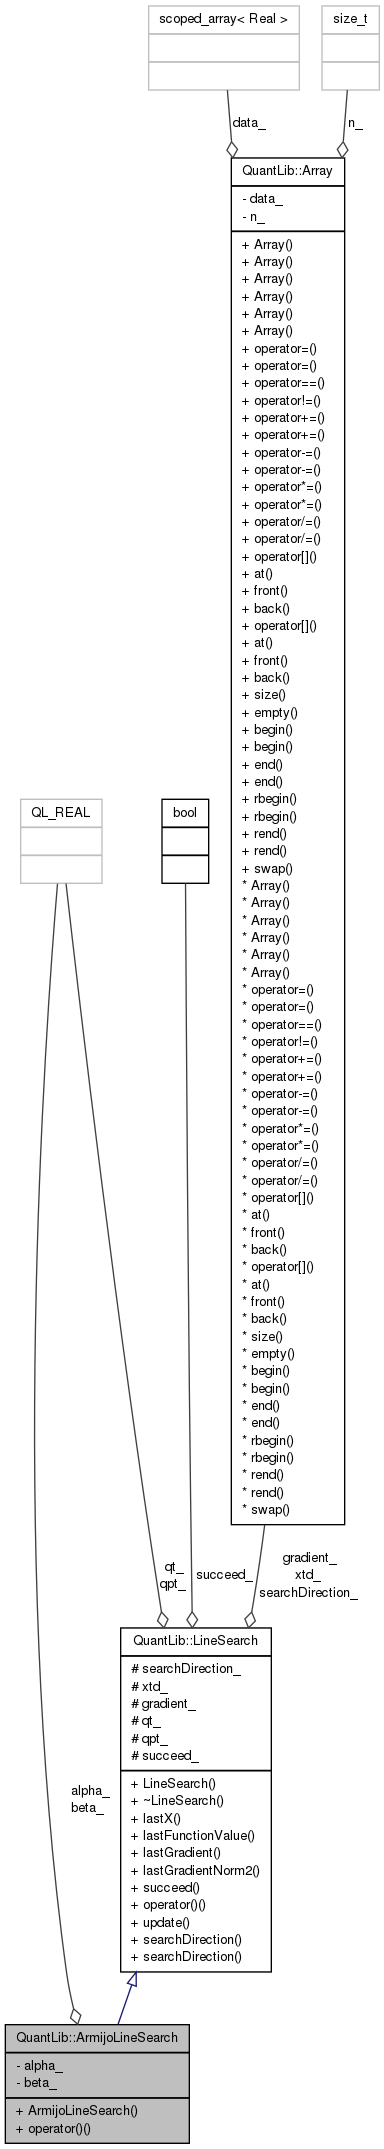 scoped_array< Real >
size_t
data_
n_
QuantLib::Array
- data_
- n_
+ Array()
+ Array()
+ Array()
+ Array()
+ Array()
+ Array()
+ operator=()
+ operator=()
+ operator==()
+ operator!=()
+ operator+=()
+ operator+=()
+ operator-=()
+ operator-=()
+ operator*=()
+ operator*=()
+ operator/=()
+ operator/=()
+ operator[]()
+ at()
+ front()
+ back()
+ operator[]()
+ at()
+ front()
+ back()
+ size()
+ empty()
+ begin()
+ begin()
+ end()
+ end()
+ rbegin()
+ rbegin()
+ rend()
+ rend()
+ swap()
* Array()
* Array()
* Array()
* Array()
* Array()
* Array()
* operator=()
* operator=()
* operator==()
* operator!=()
* operator+=()
* operator+=()
* operator-=()
* operator-=()
* operator*=()
* operator*=()
* operator/=()
* operator/=()
* operator[]()
* at()
* front()
* back()
* operator[]()
* at()
* front()
* back()
* size()
* empty()
* begin()
* begin()
* end()
* end()
* rbegin()
* rbegin()
* rend()
* rend()
* swap()
QL_REAL
bool
qt_
qpt_
succeed_
gradient_
xtd_
searchDirection_
QuantLib::LineSearch
# searchDirection_
# xtd_
# gradient_
# qt_
# qpt_
# succeed_
+ LineSearch()
+ ~LineSearch()
+ lastX()
+ lastFunctionValue()
+ lastGradient()
+ lastGradientNorm2()
+ succeed()
+ operator()()
+ update()
+ searchDirection()
+ searchDirection()
alpha_
beta_
QuantLib::ArmijoLineSearch
- alpha_
- beta_
+ ArmijoLineSearch()
+ operator()()